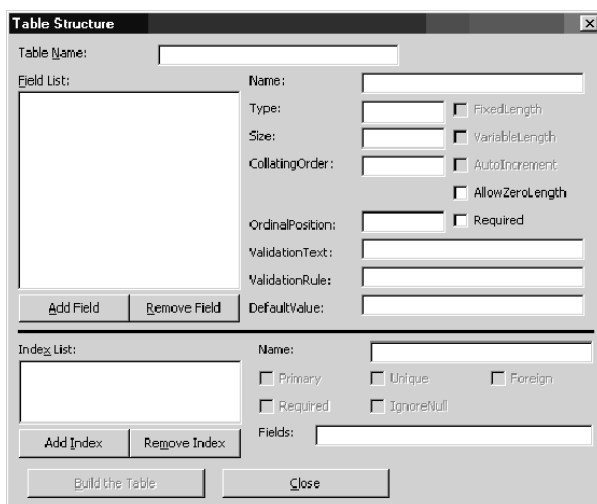 Table Structure
Table Name:
Field List:
Name:
Type:
FixedLength
Size:
VariableLength
CollatingOrder:
AutoIncrement
AllowZeroLength
OrdinalPosition:
Required
ValidationText:
ValidationRule:
Add Field
Remove Field
DefaultValue:
Index List:
Name:
Primary
Unique
Foreign
Required
IgnoreNull
Add Index
Remove Index
Fields:
Build the Table
Close